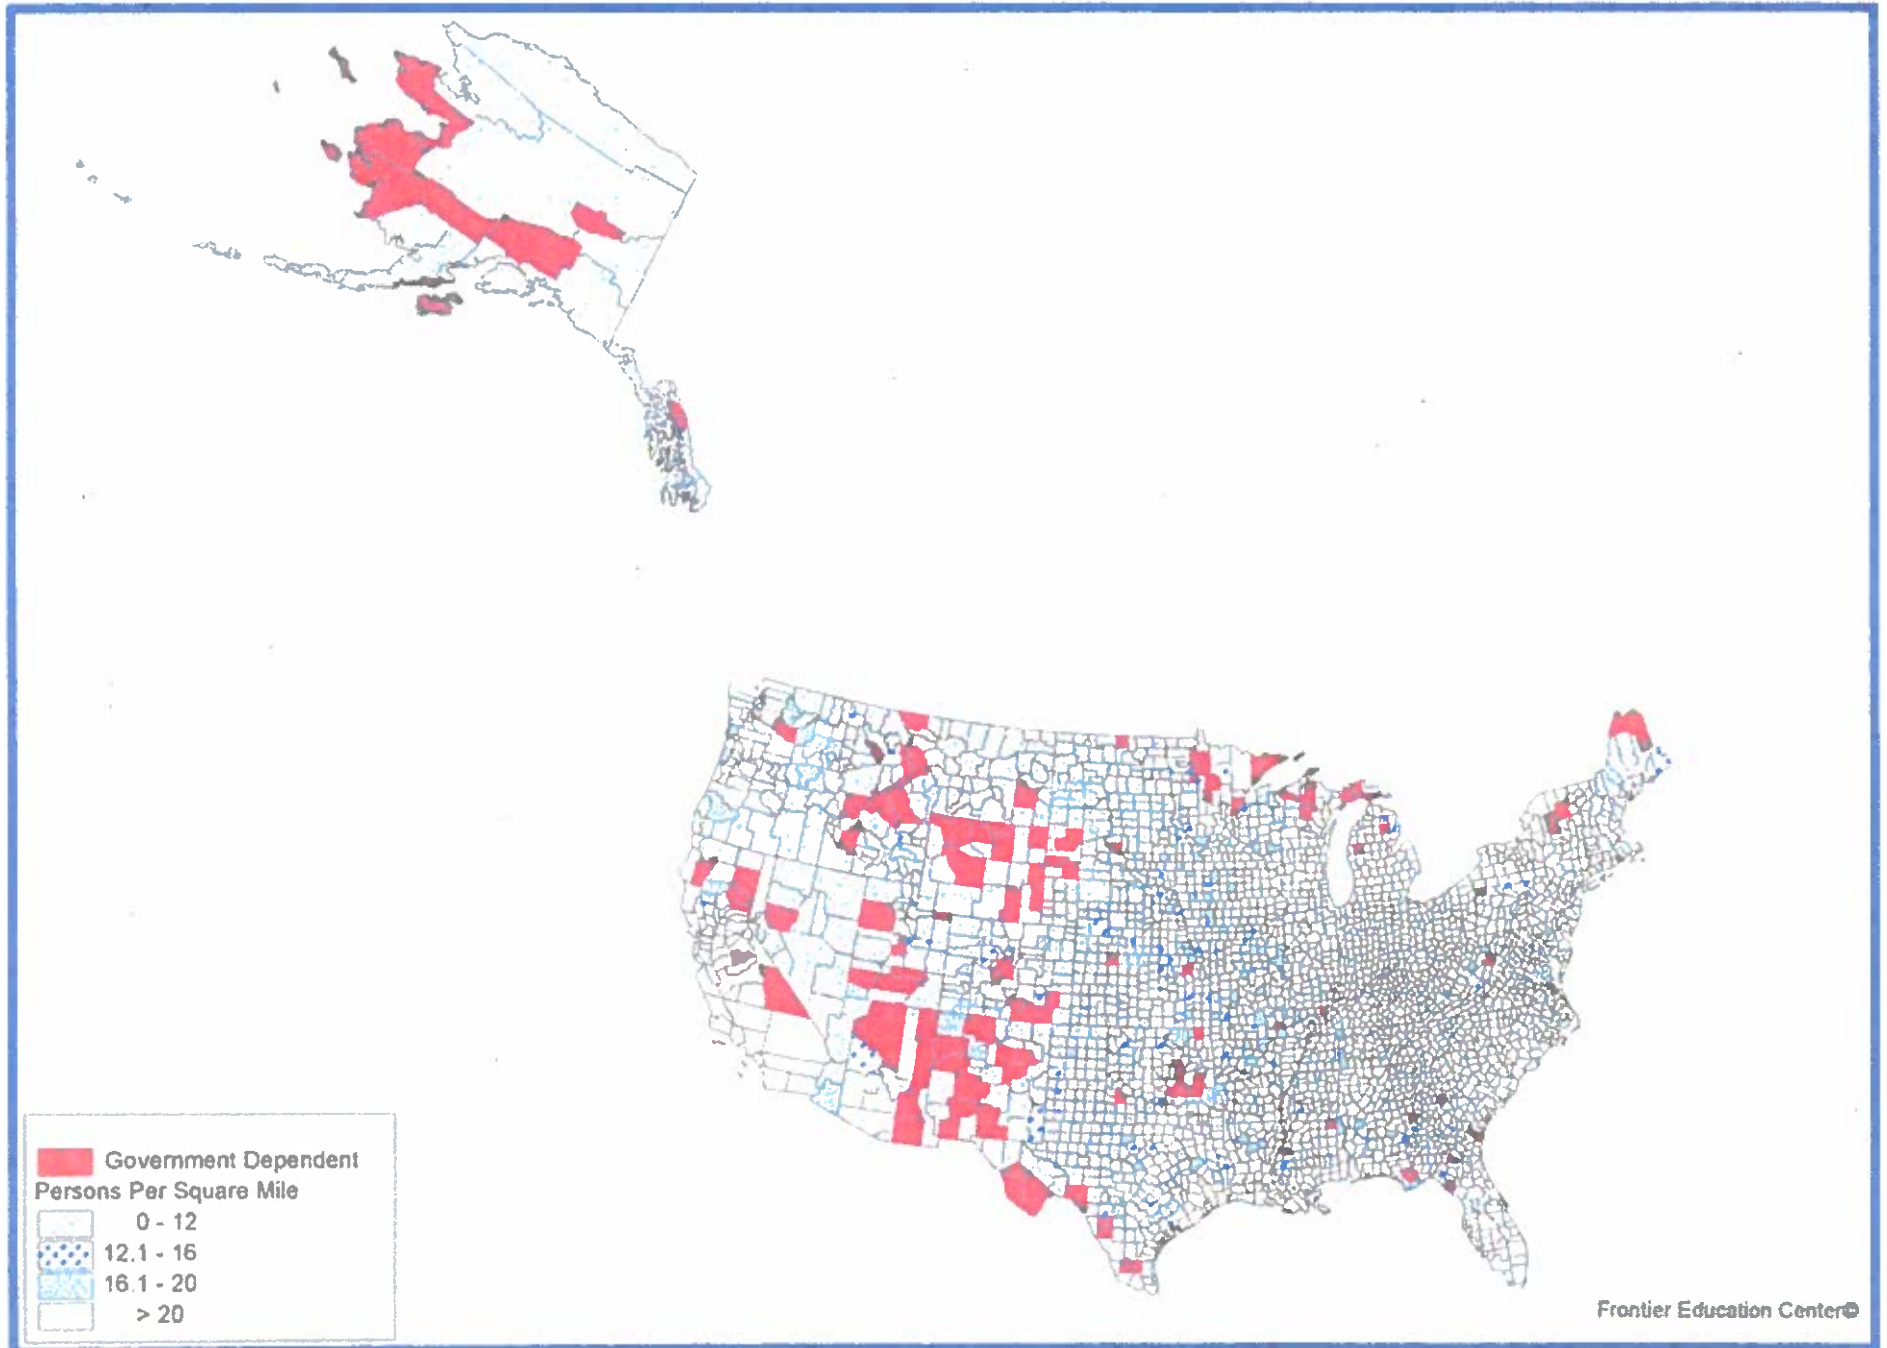 Government Dependent
Persons Per Square Mile
0 - 12
12.1 - 16
16.1 - 20
> 20
Frontier Education Center©